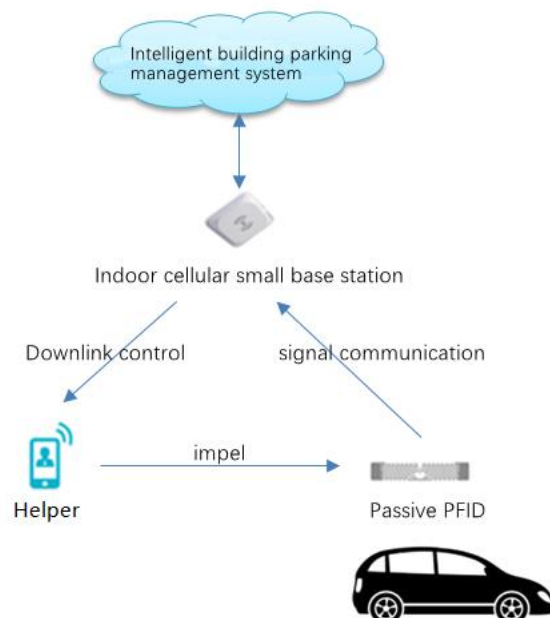 Intelligent building parking
management system
Indoor cellular small base station
Downlink control
signal communication
impel
Helper
Passive PFID